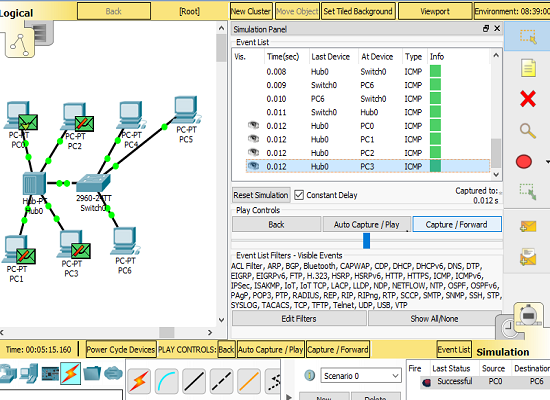 Logical
Back
[Root]
New Cluster
Move Object
Set Tiled Background
Viewport
Environment: 08:39:00
Simulation Panel
Event List
Vis. Time(sec) Last Device At Device Type Info
0.008 Hub0 Switch0 ICMP
0.009 Switch0 PC6 ICMP
0.010 PC6 Switch0 ICMP
0.011 Switch0 Hub0 ICMP
0.012 Hub0 PC0 ICMP
0.012 Hub0 PC1 ICMP
0.012 Hub0 PC2 ICMP
0.012 Hub0 PC3 ICMP
Reset Simulation
Constant Delay
Captured to:
0.012 s
Play Controls
Back
Auto Capture / Play
Capture / Forward
Event List Filters - Visible Events
ACL Filter, ARP, BGP, Bluetooth, CAPWAP, CDP, DHCP, DHCPv6, DNS, DTP,
EIGRP, EIGRPv6, FTP, H.323, HSRP, HSRPv6, HTTP, HTTPS, ICMP, ICMPv6,
IPSec, ISAKMP, IoT, IoT TCP, LACP, LLDP, NDP, NETFLOW, NTP, OSPF, OSPFv6,
PAgP, POP3, PTP, RADIUS, REP, RIP, RIPng, RTP, SCCP, SMTP, SNMP, SSH, STP,
SYSLOG, TACACS, TCP, TFTP, Telnet, UDP, USB, VTP
Edit Filters
Show All/None
PC-PT
PC0
PC-PT
PC2
PC-PT
PC4
PC-PT
PC5
Hub-PT
Hub0
2960-24TT
Switch0
PC-PT
PC1
PC-PT
PC3
PC-PT
PC6
Time: 00:05:15.160
Power Cycle Devices
PLAY CONTROLS:
Back
Auto Capture / Play
Capture / Forward
Event List
Simulation
Scenario 0
New
Delete
Fire Last Status Source Destination
Successful PC0 PC6